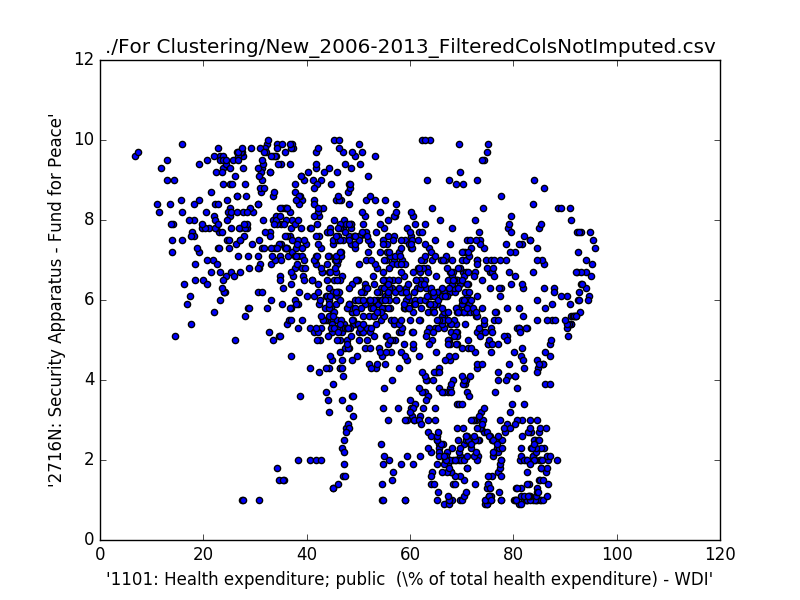 ./For Clustering/New_2006-2013_FilteredColsNotImputed.csv
12
10
8
6
4
2
0
'2716N: Security Apparatus - Fund for Peace'
0 20 40 60 80 100 120
'1101: Health expenditure; public  (\% of total health expenditure) - WDI'